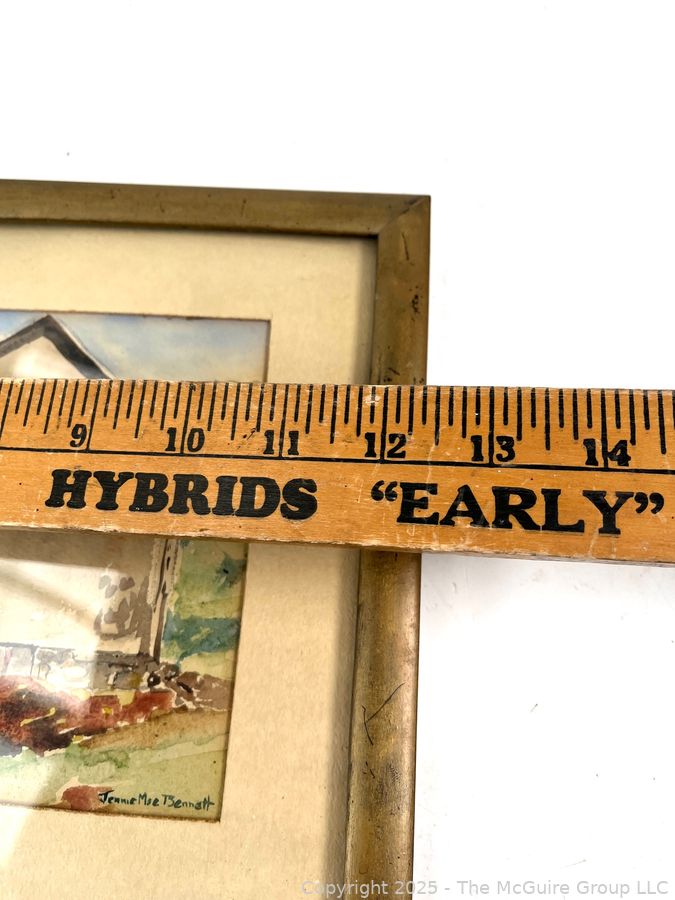 9 10 11 12 13 14
HYBRIDS “EARLY”
Jennie Mae Bennett
Copyright 2025 - The McGuire Group LLC